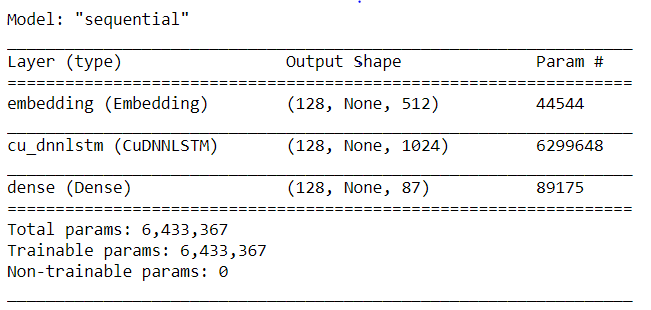 Model: "sequential"
Layer (type) Output Shape Param #
embedding (Embedding) (128, None, 512) 44544
cu_dnnlstm (CuDNNLSTM) (128, None, 1024) 6299648
dense (Dense) (128, None, 87) 89175
Total params: 6,433,367
Trainable params: 6,433,367
Non-trainable params: 0